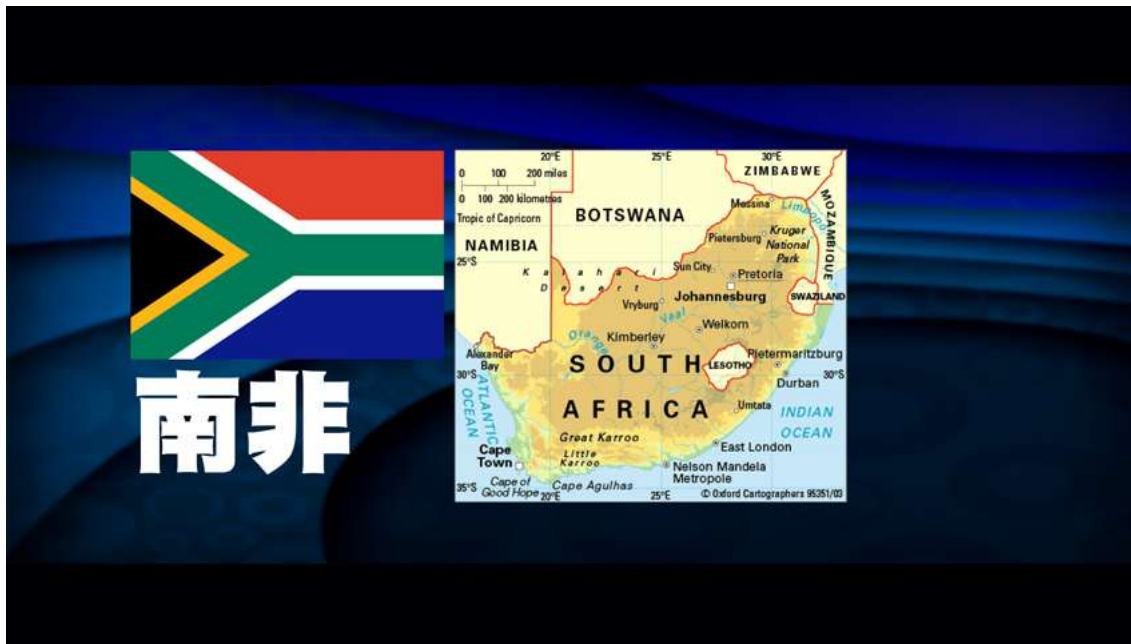 南非
20°E 25°E 30°E
0 100 200 miles
0 100 200 kilometres
Tropic of Capricorn
ZIMBABWE
Messina
Limpopo
BOTSWANA
MOZAMBIQUE
NAMIBIA
Pietersburg
Kruger
National
Park
25°S
Kalahari
Desert
Sun City
Pretoria
Johannesburg
SWAZILAND
Vryburg
Vaal
Welkom
Orange
Kimberley
Alexander
Bay
Pietermaritzburg
LESOTHO
SOUTH
AFRICA
30°S 30°S
Durban
ATLANTIC
OCEAN
Umtata
INDIAN
OCEAN
Great Karroo
East London
Little
Karroo
Cape
Town
Nelson Mandela
Metropole
Cape of
Good Hope
Cape Agulhas
35°S 20°E 25°E
© Oxford Cartographers 95351/03